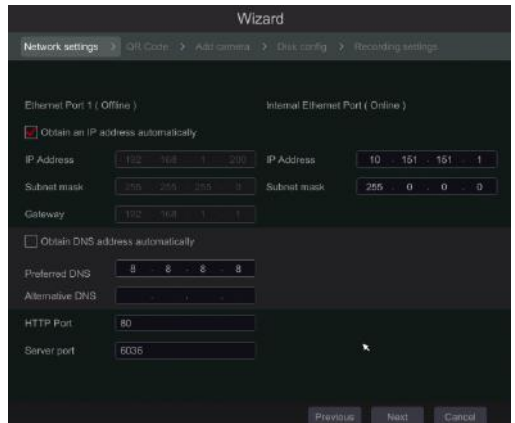 Wizard
Network settings > QR Code > Add camera > Disk config > Recording settings
Ethernet Port 1 ( Offline ) Internal Ethernet Port ( Online )
Obtain an IP address automatically
IP Address 192 . 168 . 1 . 200 IP Address 10 . 151 . 151 . 1
Subnet mask 255 . 255 . 255 . 0 Subnet mask 255 . 0 . 0 . 0
Gateway 192 . 168 . 1 . 1
Obtain DNS address automatically
Preferred DNS 8 . 8 . 8 . 8
Alternative DNS
HTTP Port 80
Server port 6036
Previous Next Cancel